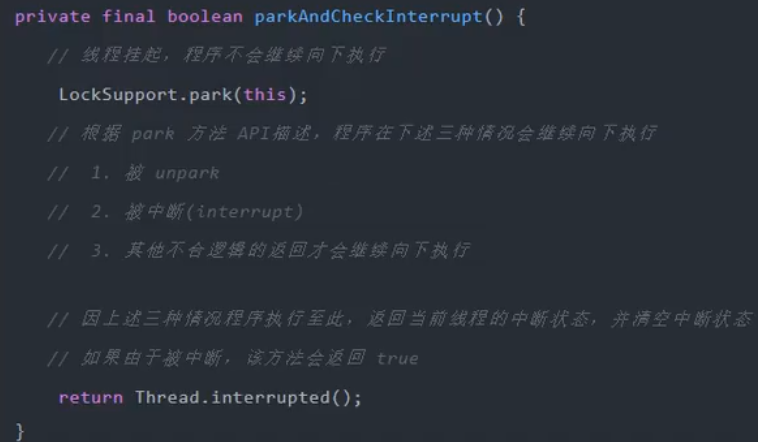 private final boolean parkAndCheckInterrupt() {
// 线程挂起，程序不会继续向下执行
LockSupport.park(this);
// 根据 park 方法 API描述，程序在下述三种情况会继续向下执行
// 1. 被 unpark
// 2. 被中断(interrupt)
// 3. 其他不合逻辑的返回才会继续向下执行
// 因上述三种情况程序执行至此，返回当前线程的中断状态，并清空中断状态
// 如果由于被中断，该方法会返回 true
return Thread.interrupted();
}